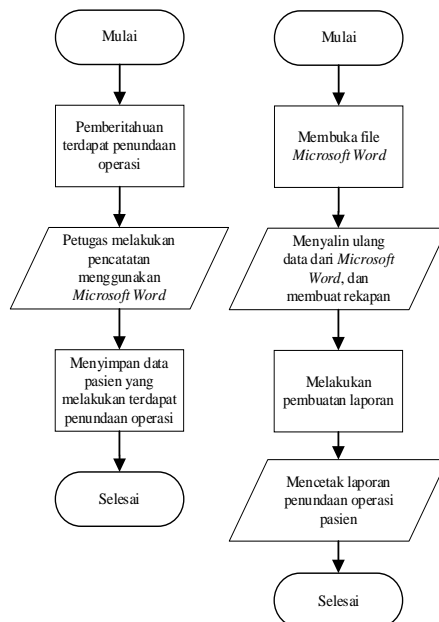 Mulai
Pemberitahuan
terdapat penundaan
operasi
Petugas melakukan
pencatatan
menggunakan
Microsoft Word
Menyimpan data
pasien yang
melakukan terdapat
penundaan operasi
Selesai
Mulai
Membuka file
Microsoft Word
Menyalin ulang
data dari Microsoft
Word, dan
membuat rekapan
Melakukan
pembuatan laporan
Mencetak laporan
penundaan operasi
pasien
Selesai